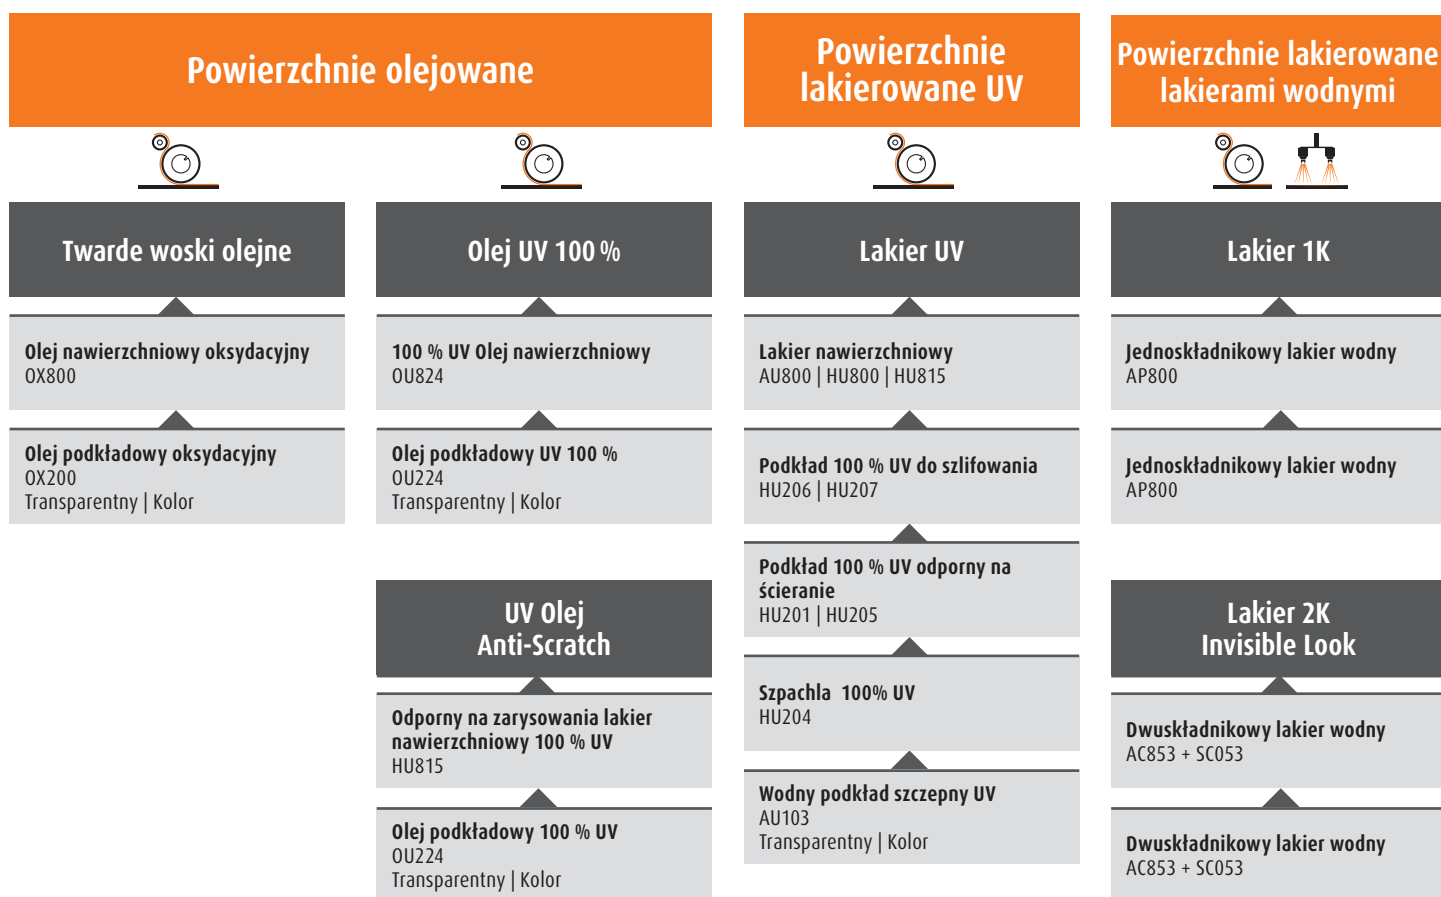 Powierzchnie olejowane
Twarde woski olejne
Olej nawierzchniowy oksydacyjny
OX800
Olej podkładowy oksydacyjny
OX200
Transparentny | Kolor
Olej UV 100 %
100 % UV Olej nawierzchniowy
OU824
Olej podkładowy UV 100 %
OU224
Transparentny | Kolor
UV Olej
Anti-Scratch
Odporny na zarysowania lakier
nawierzchniowy 100 % UV
HU815
Olej podkładowy 100 % UV
OU224
Transparentny | Kolor
Powierzchnie
lakierowane UV
Lakier UV
Lakier nawierzchniowy
AU800 | HU800 | HU815
Podkład 100 % UV do szlifowania
HU206 | HU207
Podkład 100 % UV odporny na
ścieranie
HU201 | HU205
Szpachla 100% UV
HU204
Wodny podkład szczepny UV
AU103
Transparentny | Kolor
Powierzchnie lakierowane
lakierami wodnymi
Lakier 1K
Jednoskładnikowy lakier wodny
AP800
Jednoskładnikowy lakier wodny
AP800
Lakier 2K
Invisible Look
Dwuskładnikowy lakier wodny
AC853 + SC053
Dwuskładnikowy lakier wodny
AC853 + SC053